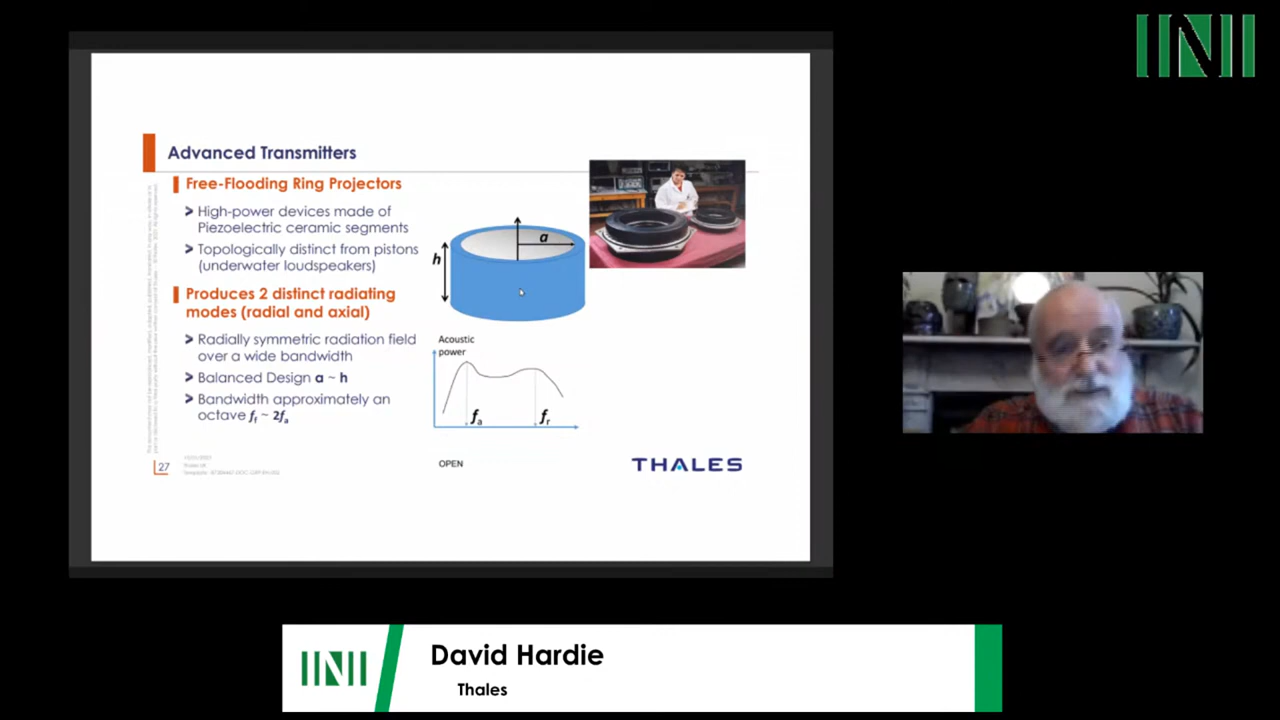 INI
Advanced Transmitters
Free-Flooding Ring Projectors
High-power devices made of
Piezoelectric ceramic segments
Topologically distinct from pistons
(underwater loudspeakers)
Produces 2 distinct radiating
modes (radial and axial)
Radially symmetric radiation field
over a wide bandwidth
Balanced Design a ~ h
Bandwidth approximately an
octave fr ~ 2fa
a
h
Acoustic
power
fa
fr
27
OPEN
THALES
INI
David Hardie
Thales